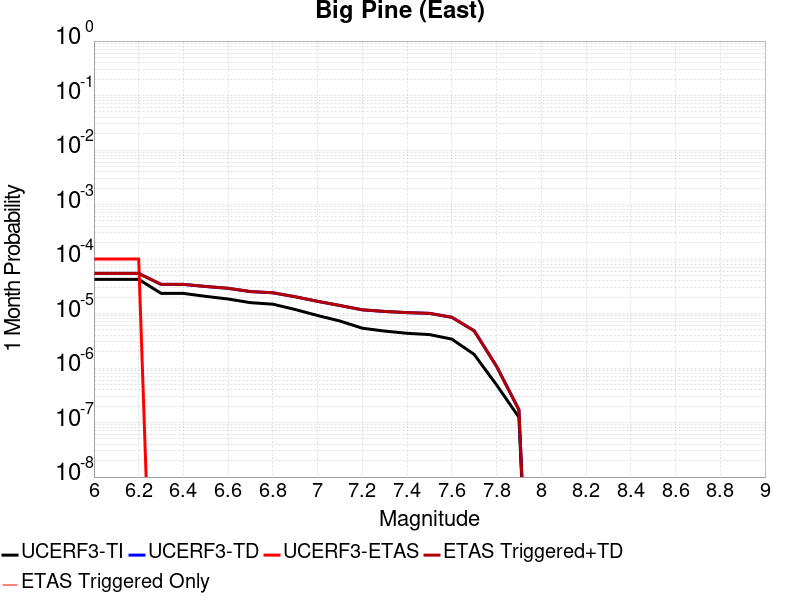 Big Pine (East)
10^0
10^-1
10^-2
10^-3
10^-4
10^-5
10^-6
10^-7
10^-8
1 Month Probability
6 6.2 6.4 6.6 6.8 7 7.2 7.4 7.6 7.8 8 8.2 8.4 8.6 8.8 9
Magnitude
UCERF3-TI UCERF3-TD UCERF3-ETAS ETAS Triggered+TD
ETAS Triggered Only